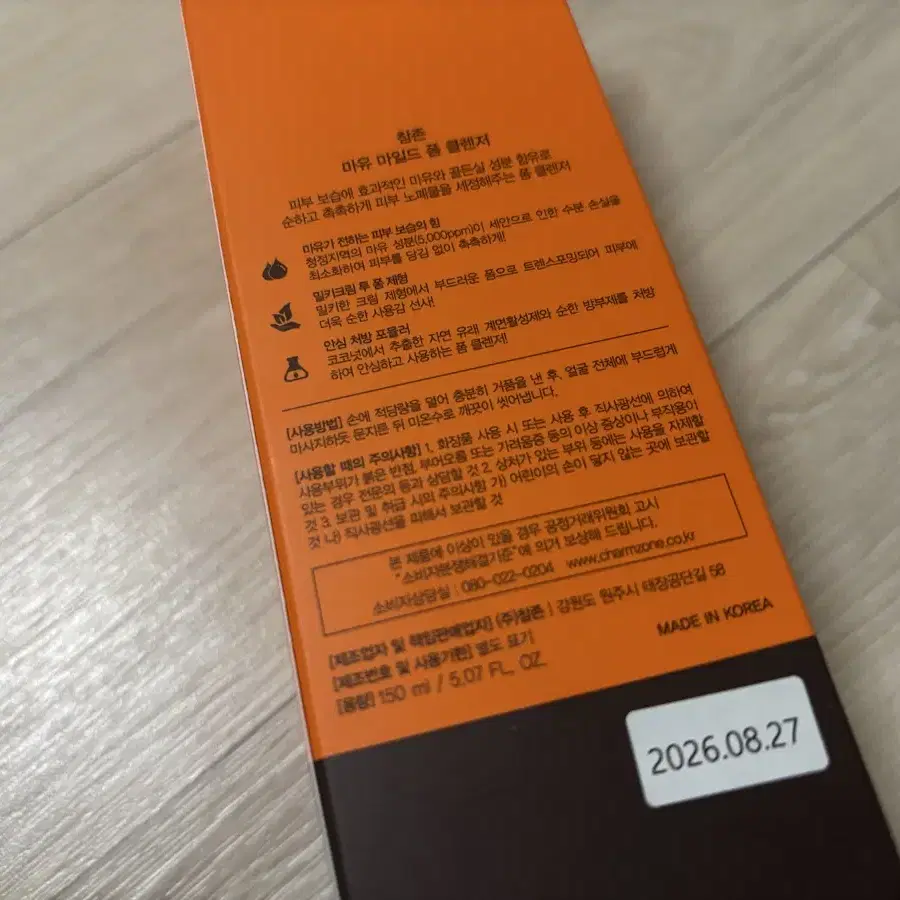 참존
마유 마일드 폼 클렌저
피부 보습에 효과적인 마유와 골든실 성분 함유로
순하고 촉촉하게 피부 노폐물을 세정해주는 폼 클렌저
마유가 전하는 피부 보습의 힘
청정지역의 마유 성분(5,000ppm)이 세안으로 인한 수분 손실을
최소화하여 피부를 당김 없이 촉촉하게!
밀키크림 투 폼 제형
밀키한 크림 제형에서 부드러운 폼으로 트랜스포밍되어 피부에
더욱 순한 사용감 선사!
안심 처방 포뮬러
코코넛에서 추출한 자연 유래 계면활성제와 순한 방부제를 처방
하여 안심하고 사용하는 폼 클렌저!
[사용방법] 손에 적당량을 덜어 충분히 거품을 낸 후, 얼굴 전체에 부드럽게
마사지하듯 문지른 뒤 미온수로 깨끗이 씻어냅니다.
[사용할 때의 주의사항] 1. 화장품 사용 시 또는 사용 후 직사광선에 의하여
사용부위가 붉은 반점, 부어오름 또는 가려움증 등의 이상 증상이나 부작용이
있는 경우 전문의 등과 상담할 것 2. 상처가 있는 부위 등에는 사용을 자제할
것 3. 보관 및 취급 시의 주의사항 가) 어린이의 손이 닿지 않는 곳에 보관할
것 나) 직사광선을 피해서 보관할 것
본 제품에 이상이 있을 경우 공정거래위원회 고시
"소비자분쟁해결기준"에 의거 보상해 드립니다.
소비자상담실 : 080-022-0204 www.charmzone.co.kr
[제조업자 및 책임판매업자] (주)참존 | 강원도 원주시 태장공단길 58
[제조번호 및 사용기한] 별도 표기
[용량] 150 ml / 5.07 FL. OZ.
MADE IN KOREA
2026.08.27